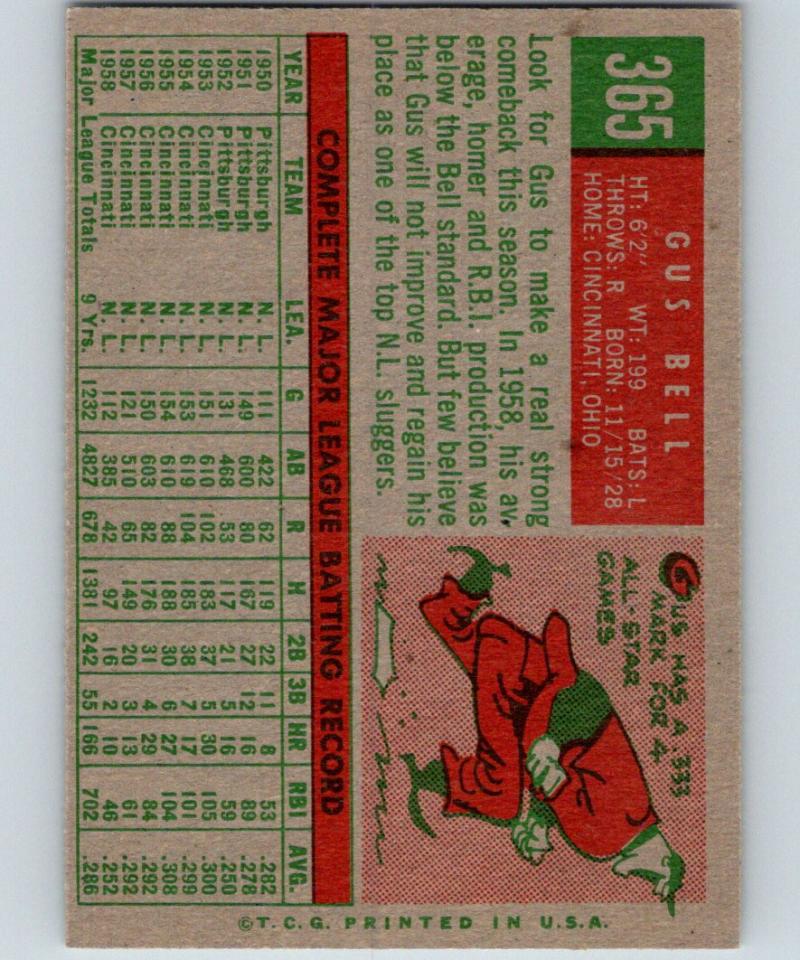 365
GUS BELL
HT: 6'2" WT: 199 BATS: L
THROWS: R BORN: 11/15/28
HOME: CINCINNATI, OHIO
Look for Gus to make a real strong
comeback this season. In 1958, his av.
erage, homer and R.B.I. production was
below the Bell standard. But few believe
that Gus will not improve and regain his
place as one of the top N.L. sluggers.
GUS HAS A .333
MARK FOR 4
ALL-STAR
GAMES
COMPLETE MAJOR LEAGUE BATTING RECORD
YEAR TEAM LEA. G AB R H 2B 3B HR RBI AVG.
1950 Pittsburgh N. L. 111 422 62 119 22 11 8 53 .282
1951 Pittsburgh N. L. 149 600 80 167 27 12 16 89 .278
1952 Pittsburgh N. L. 131 468 53 117 21 5 16 59 .250
1953 Cincinnati N. L. 151 610 102 183 37 5 30 105 .300
1954 Cincinnati N. L. 153 619 104 185 38 7 17 101 .299
1955 Cincinnati N. L. 154 610 88 188 30 6 27 104 .308
1956 Cincinnati N. L. 150 603 82 176 31 4 29 84 .292
1957 Cincinnati N. L. 121 510 65 149 20 3 13 61 .292
1958 Cincinnati N. L. 112 385 42 97 16 2 10 46 .252
Major League Totals 9 Yrs. 1232 4827 678 1381 242 55 166 702 .286
©T.C.G. PRINTED IN U.S.A.